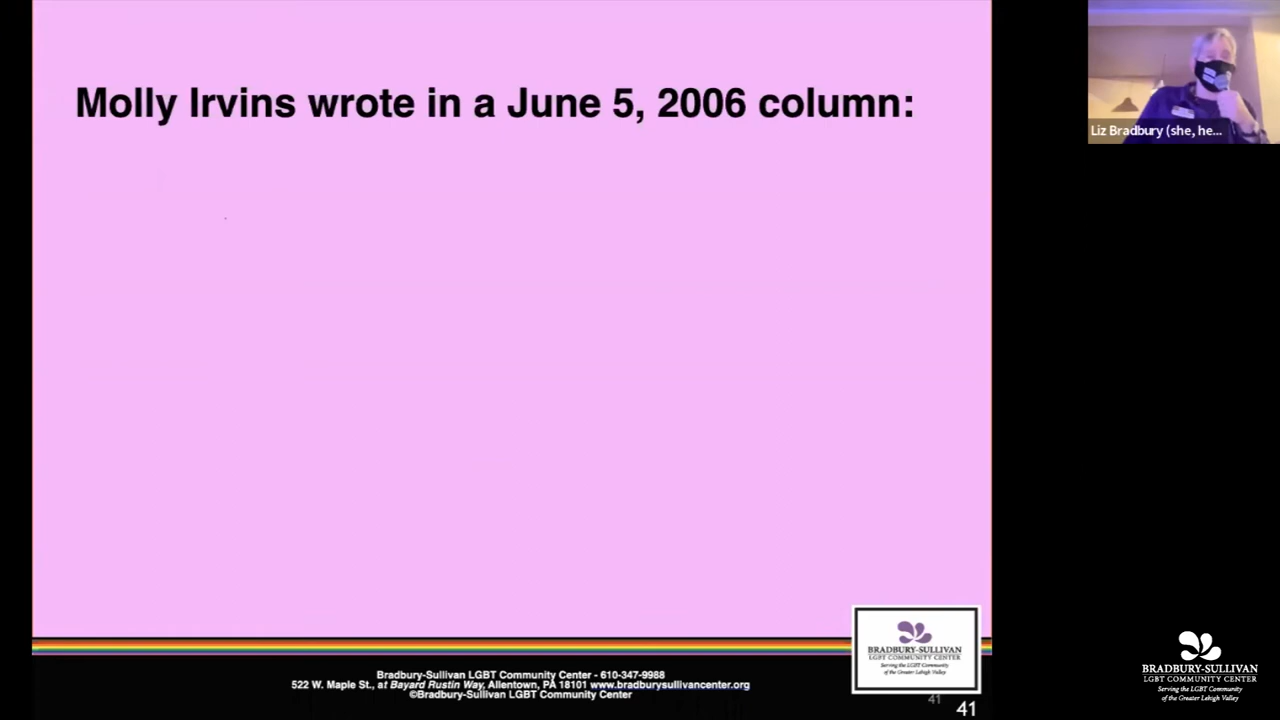 Molly Irvins wrote in a June 5, 2006 column:
Liz Bradbury (she, he...
BRADBURY-SULLIVAN
LGBT COMMUNITY CENTER
Serving the LGBT Community
of the Greater Lehigh Valley
Bradbury-Sullivan LGBT Community Center - 610-347-9988
522 W. Maple St., at Bayard Rustin Way, Allentown, PA 18101 www.bradburysullivancenter.org
©Bradbury-Sullivan LGBT Community Center
41
41
BRADBURY-SULLIVAN
LGBT COMMUNITY CENTER
Serving the LGBT Community
of the Greater Lehigh Valley